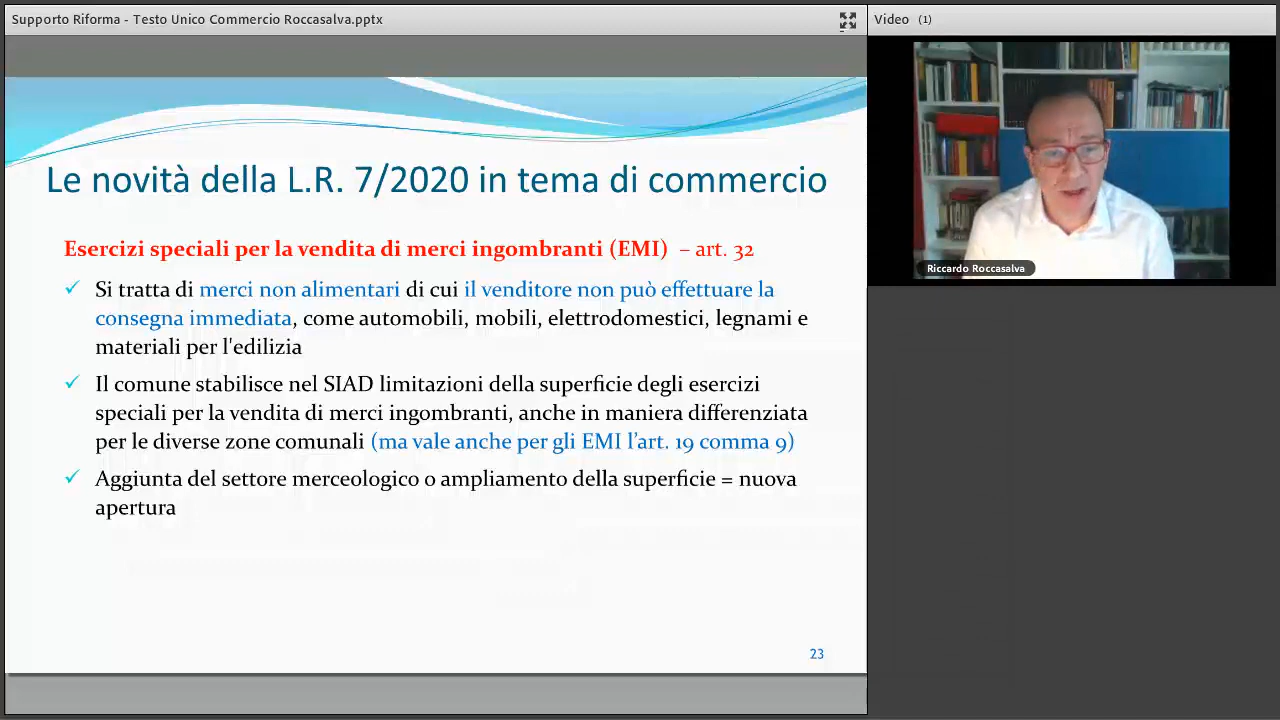 Supporto Riforma - Testo Unico Commercio Roccasalva.pptx
Video (1)
Le novità della L.R. 7/2020 in tema di commercio
Esercizi speciali per la vendita di merci ingombranti (EMI) – art. 32
✓ Si tratta di merci non alimentari di cui il venditore non può effettuare la
consegna immediata, come automobili, mobili, elettrodomestici, legnami e
materiali per l'edilizia
✓ Il comune stabilisce nel SIAD limitazioni della superficie degli esercizi
speciali per la vendita di merci ingombranti, anche in maniera differenziata
per le diverse zone comunali (ma vale anche per gli EMI l’art. 19 comma 9)
✓ Aggiunta del settore merceologico o ampliamento della superficie = nuova
apertura
23
Riccardo Roccasalva